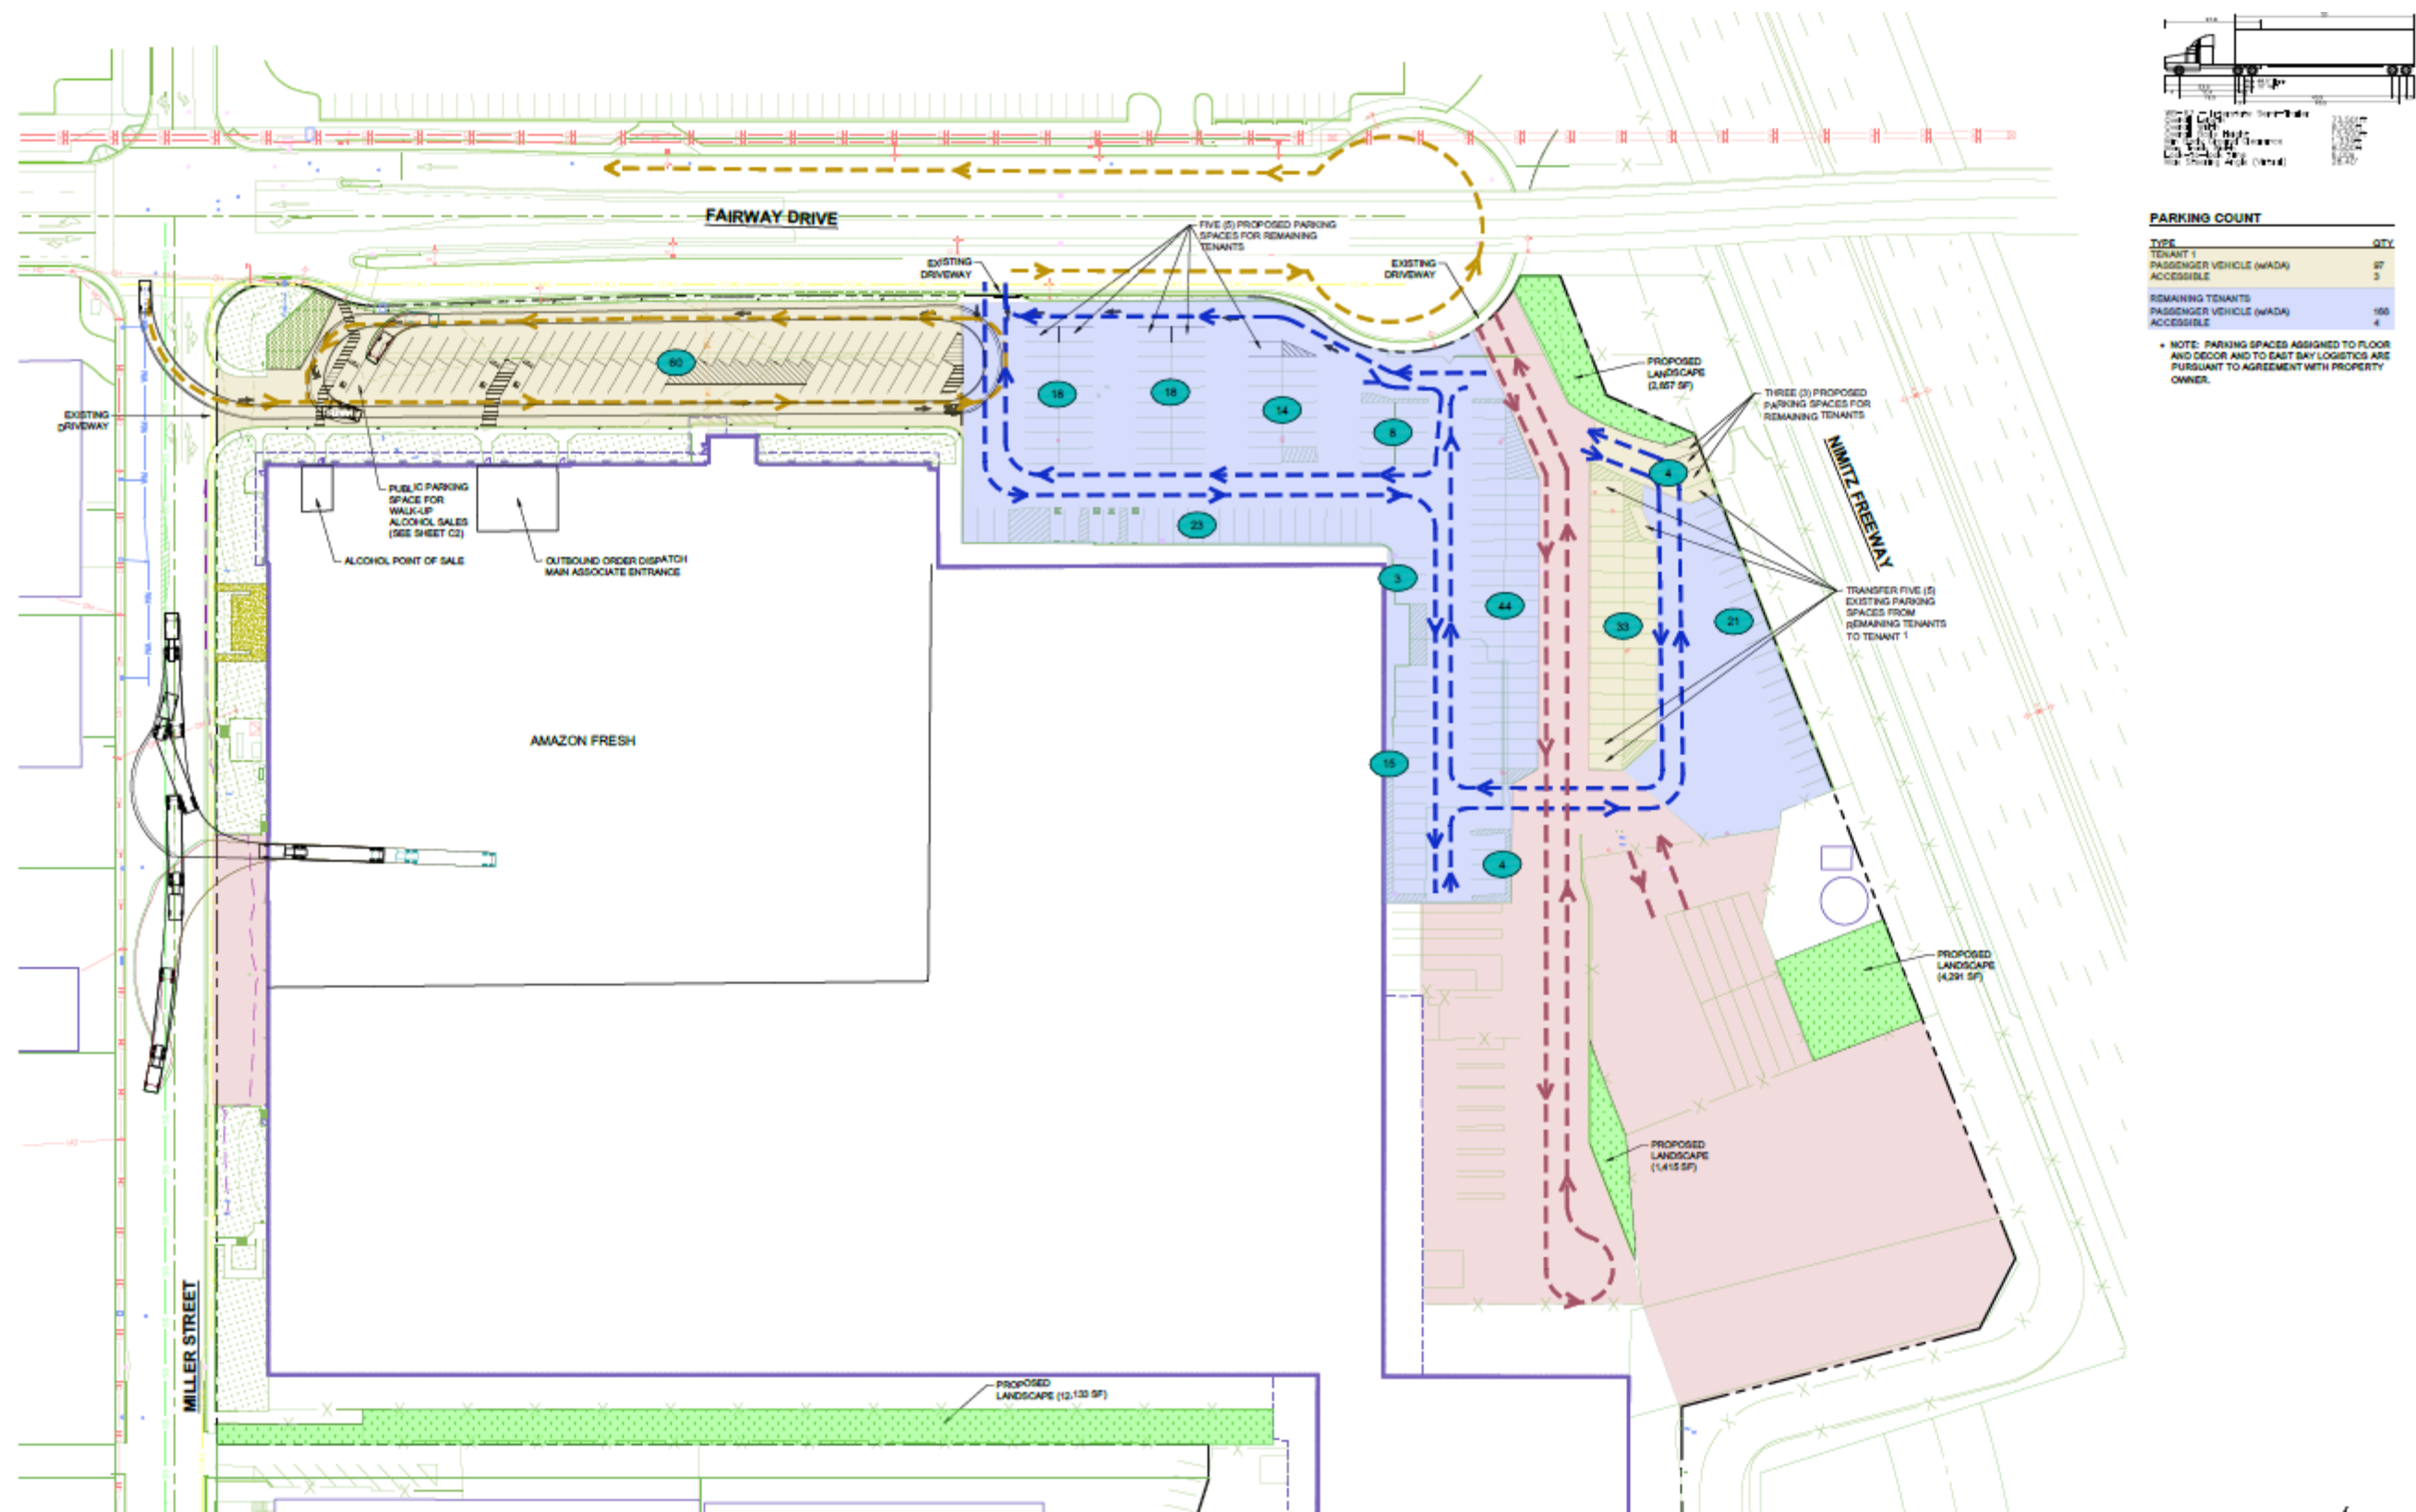 FAIRWAY DRIVE
FIVE (5) PROPOSED PARKING
SPACES FOR REMAINING
TENANTS
EXISTING
DRIVEWAY
EXISTING
DRIVEWAY
PARKING COUNT
TYPE QTY
TENANT 1
PASSENGER VEHICLE (w/ADA) 97
ACCESSIBLE 3
REMAINING TENANTS
PASSENGER VEHICLE (w/ADA)
ACCESSIBLE 4
NOTE: PARKING SPACES ASSIGNED TO FLOOR
AND DECOR AND TO EAST BAY LOGISTICS ARE
PURSUANT TO AGREEMENT WITH PROPERTY
OWNER.
PROPOSED
LANDSCAPE
THREE (3) PROPOSED
PARKING SPACES FOR
REMAINING TENANTS
NIMITZ FREEWAY
EXISTING
DRIVEWAY
60
18
18
14
8
4
23
3
44
33
21
15
4
PUBLIC PARKING
SPACE FOR
WALK-UP
ALCOHOL SALES
(SEE SHEET C2)
ALCOHOL POINT OF SALE
OUTBOUND ORDER DISPATCH
MAIN ASSOCIATE ENTRANCE
TRANSFER FIVE (5)
EXISTING PARKING
SPACES FROM
REMAINING TENANTS
TO TENANT 1
AMAZON FRESH
PROPOSED
LANDSCAPE
(4,291 SF)
PROPOSED
LANDSCAPE
(1,415 SF)
MILLER STREET
PROPOSED
LANDSCAPE (12,133 SF)